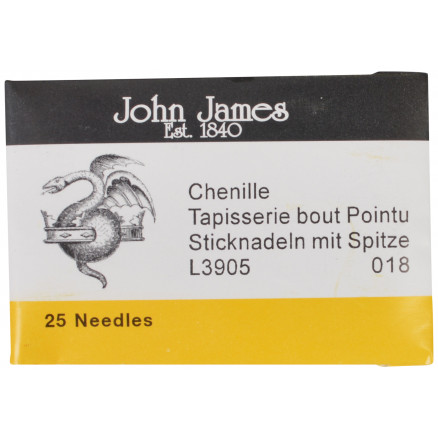 John James
Est. 1840
Chenille
Tapisserie bout Pointu
Sticknadeln mit Spitze
L3905 018
25 Needles